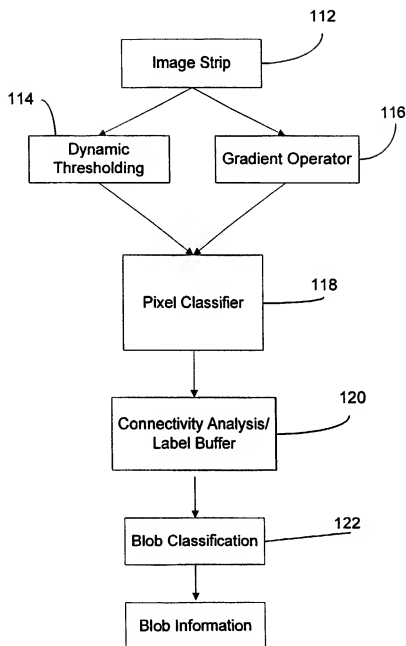 112
Image Strip
114
116
Dynamic
Thresholding
Gradient Operator
Pixel Classifier
118
Connectivity Analysis/
Label Buffer
120
Blob Classification
122
Blob Information